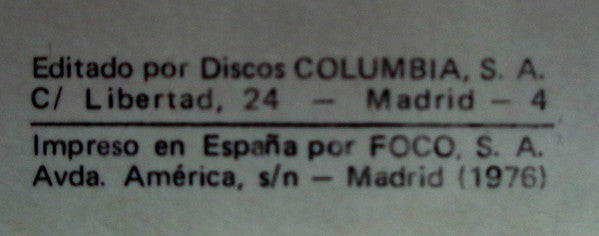 Editado por Discos COLUMBIA, S. A.
C/ Libertad, 24 — Madrid — 4
Impreso en España por FOCO, S. A.
Avda. América, s/n — Madrid (1976)